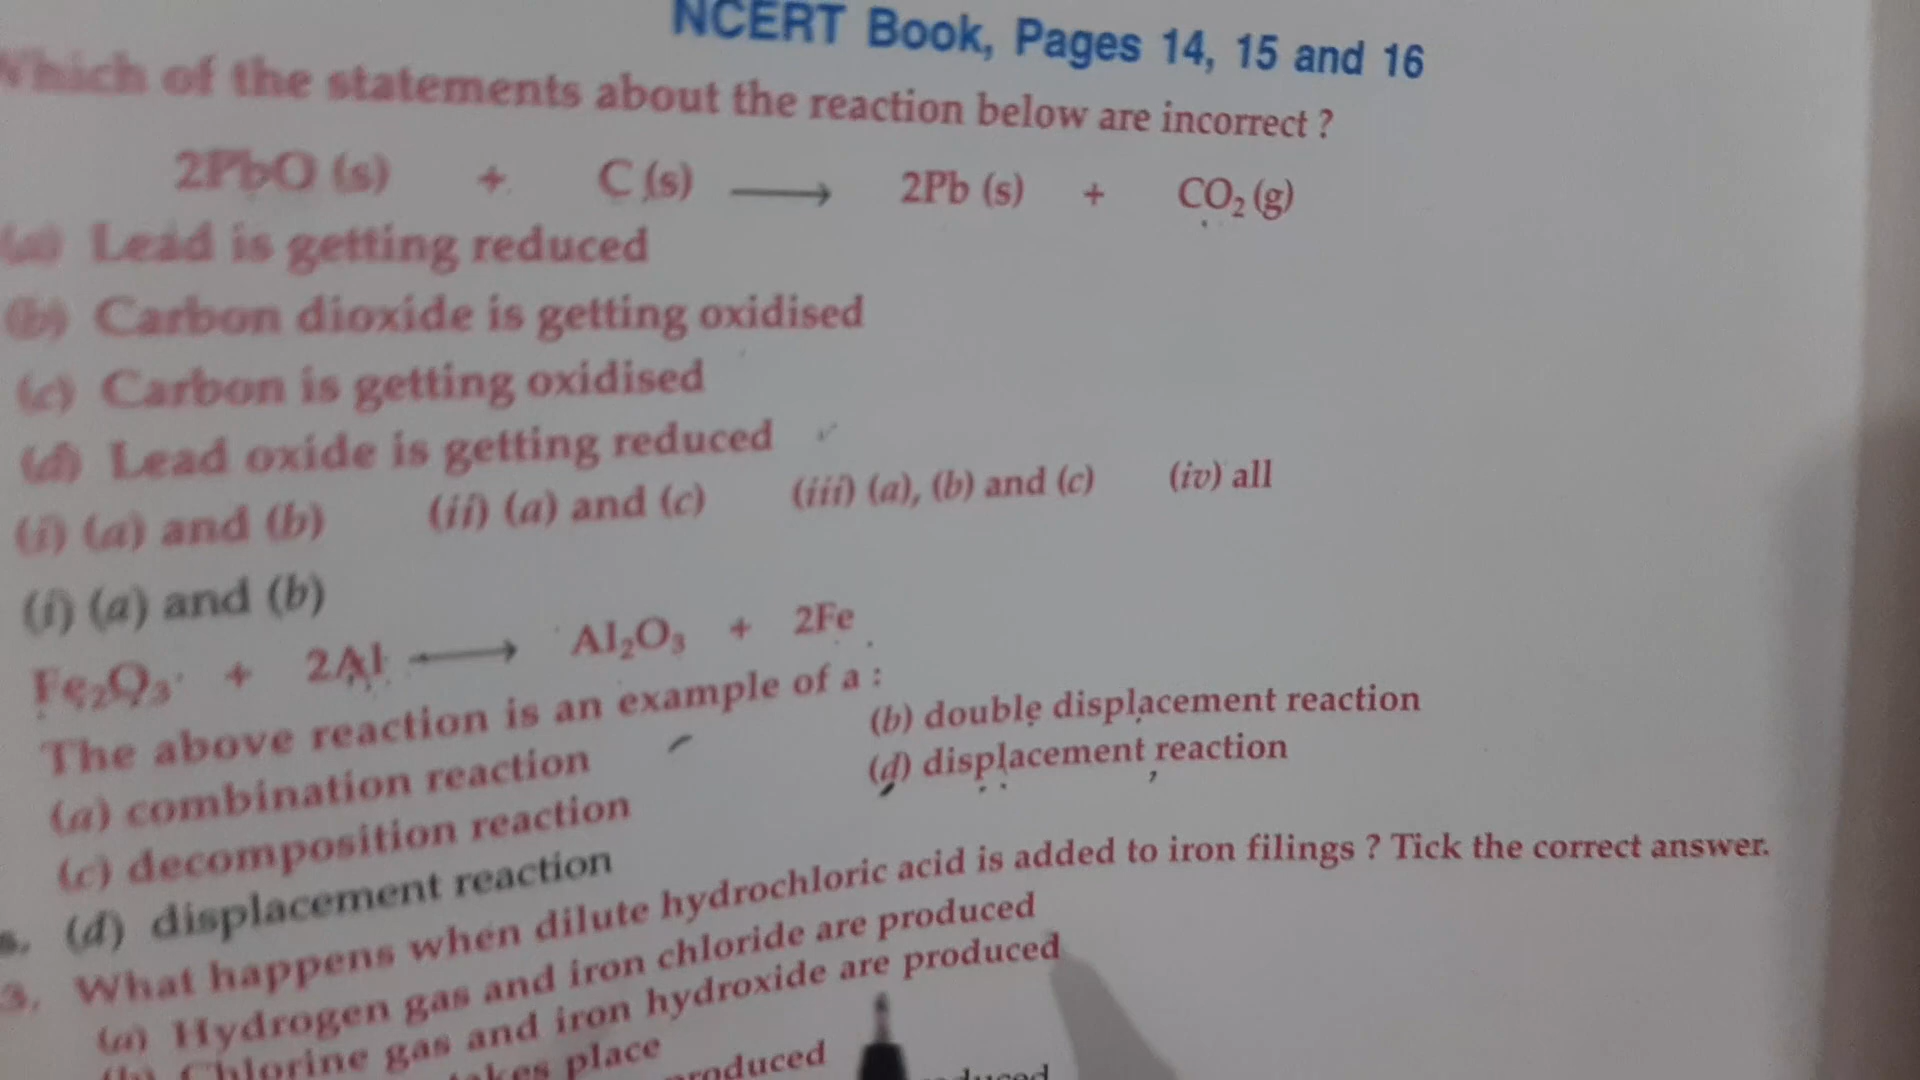 NCERT Book, Pages 14, 15 and 16
Which of the statements about the reaction below are incorrect ?
2PbO (s) + C (s) ⟶ 2Pb (s) + CO₂ (g)
(a) Lead is getting reduced
(b) Carbon dioxide is getting oxidised
(c) Carbon is getting oxidised
(d) Lead oxide is getting reduced
(i) (a) and (b) (ii) (a) and (c) (iii) (a), (b) and (c) (iv) all
(i) (a) and (b)
Fe₂O₃ + 2Al ⟶ Al₂O₃ + 2Fe
The above reaction is an example of a :
(a) combination reaction (b) double displacement reaction
(c) decomposition reaction (d) displacement reaction
(d) displacement reaction
3. What happens when dilute hydrochloric acid is added to iron filings ? Tick the correct answer.
(a) Hydrogen gas and iron chloride are produced
(b) Chlorine gas and iron hydroxide are produced
place